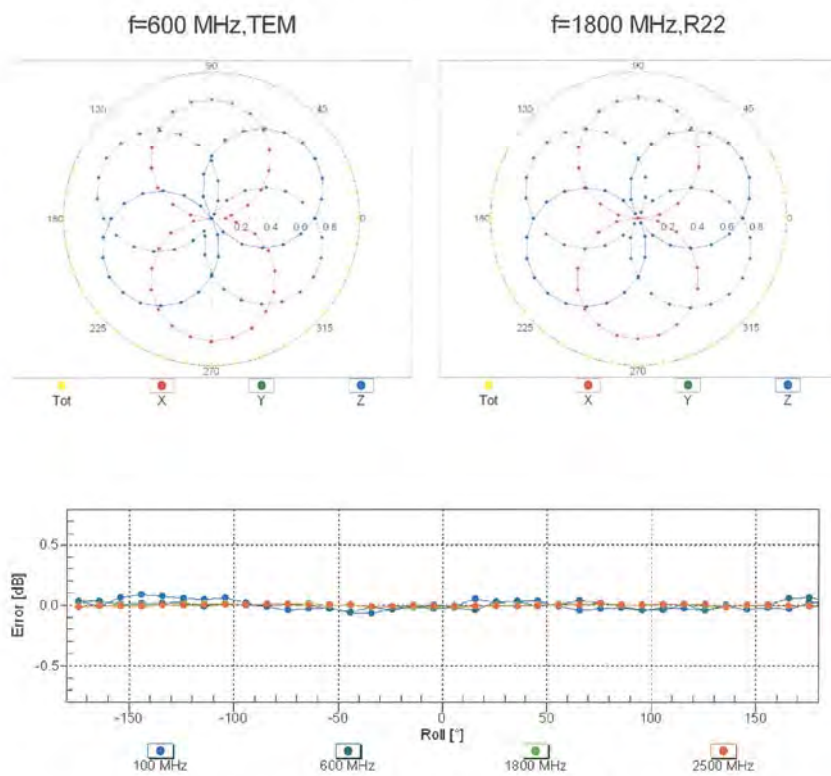 f=600 MHz,TEM
f=1800 MHz,R22
90
135
45
180
0.2 0.4 0.6 0.8
0
225
315
270
Tot X Y Z
90
135
45
180
0.2 0.4 0.6 0.8
0
225
315
270
Tot X Y Z
Error [dB]
0.5
0.0
-0.5
-150 -100 -50 0 50 100 150
Roll [°]
100 MHz 600 MHz 1800 MHz 2500 MHz